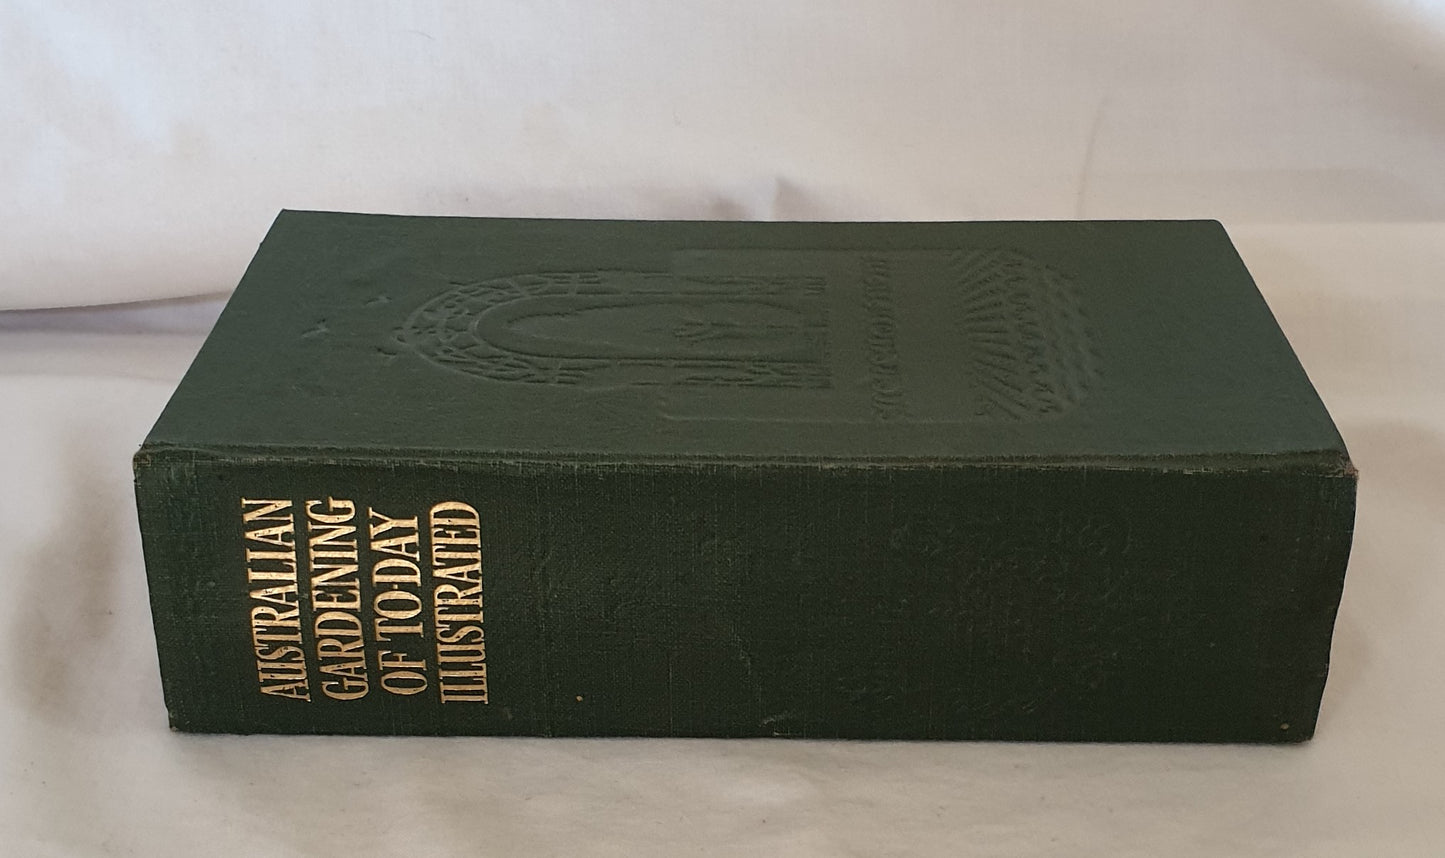 AUSTRALIAN
GARDENING
OF TO-DAY
ILLUSTRATED